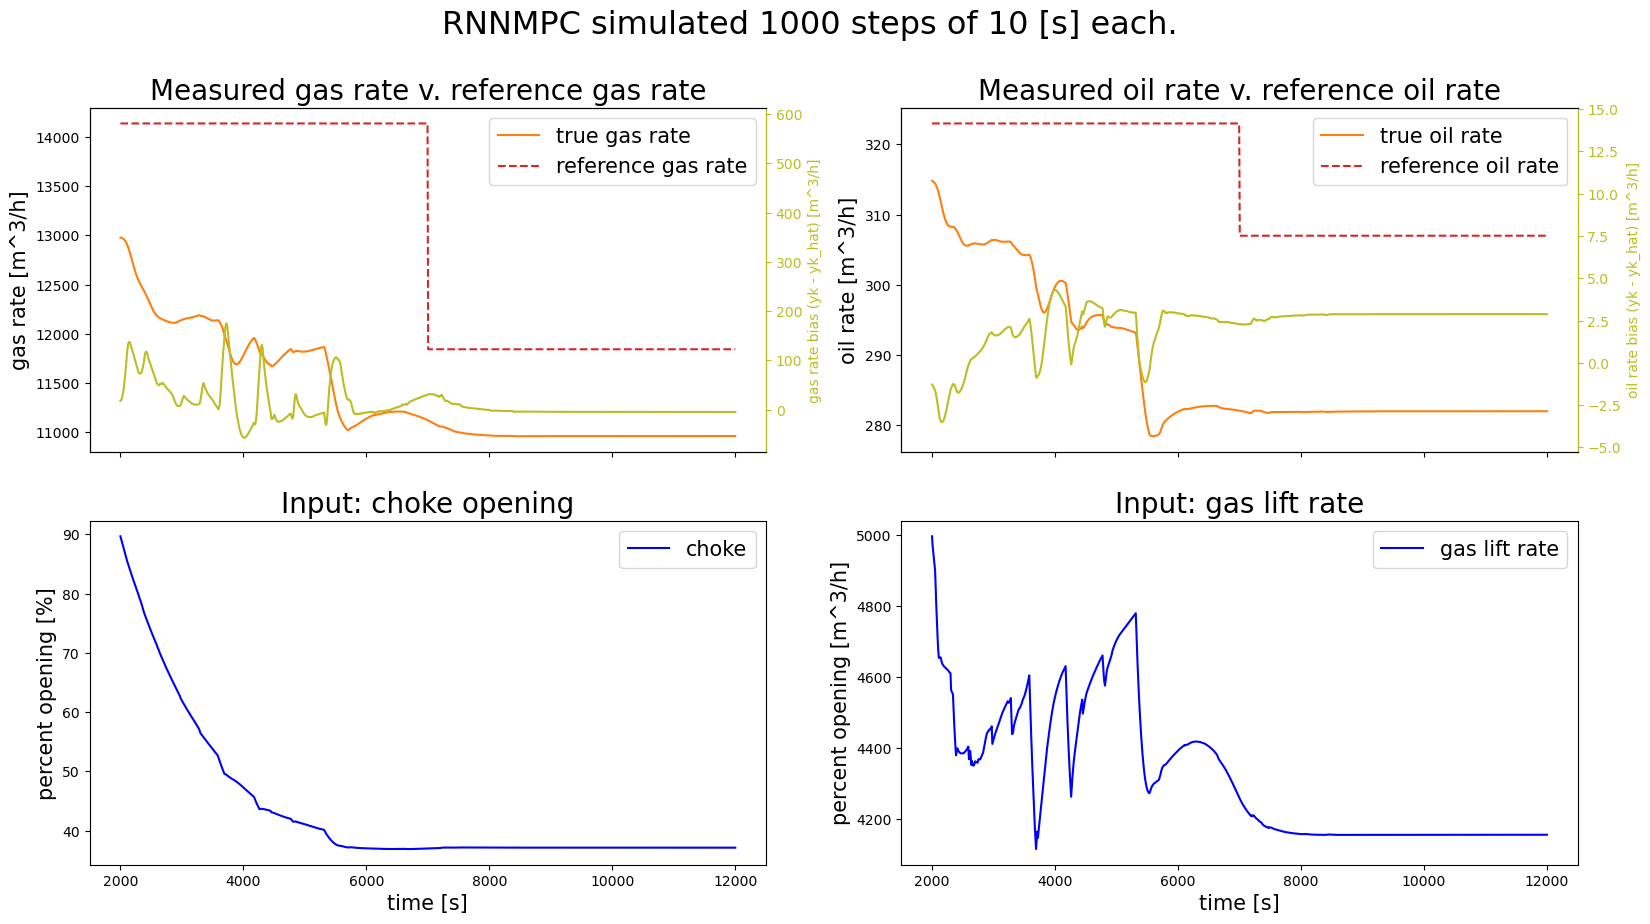 RNNMPC simulated 1000 steps of 10 [s] each.
Measured gas rate v. reference gas rate
gas rate [m^3/h]
14000
13500
13000
12500
12000
11500
11000
true gas rate
reference gas rate
600
500
400
300
200
100
0
gas rate bias (yk - yk_hat) [m^3/h]
Measured oil rate v. reference oil rate
oil rate [m^3/h]
320
310
300
290
280
true oil rate
reference oil rate
15.0
12.5
10.0
7.5
5.0
2.5
0.0
−2.5
−5.0
oil rate bias (yk - yk_hat) [m^3/h]
Input: choke opening
percent opening [%]
90
80
70
60
50
40
choke
2000 4000 6000 8000 10000 12000
time [s]
Input: gas lift rate
percent opening [m^3/h]
5000
4800
4600
4400
4200
gas lift rate
2000 4000 6000 8000 10000 12000
time [s]